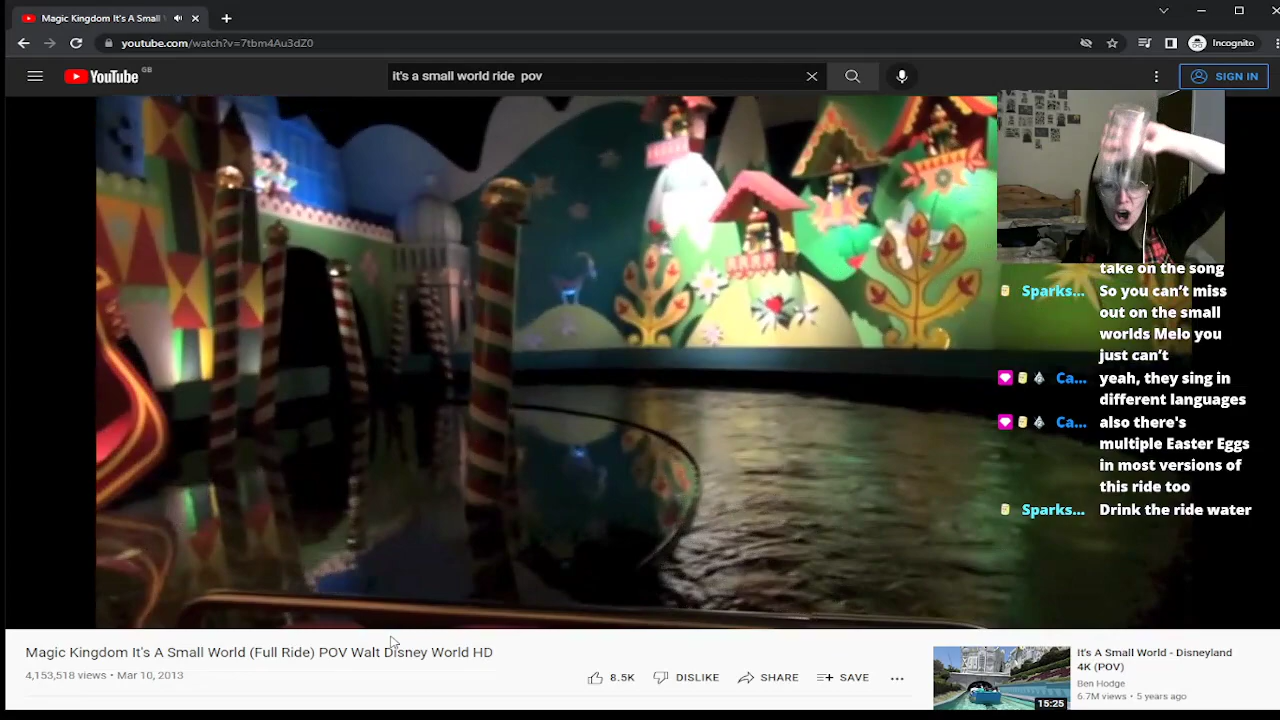 Magic Kingdom It's A Small
youtube.com/watch?v=7tbm4Au3dZ0
Incognito
YouTube GB
it's a small world ride pov
SIGN IN
take on the song
Sparks... So you can't miss
out on the small
worlds Melo you
just can't
Ca... yeah, they sing in
different languages
Ca... also there's
multiple Easter Eggs
in most versions of
this ride too
Sparks... Drink the ride water
Magic Kingdom It's A Small World (Full Ride) POV Walt Disney World HD
4,153,518 views • Mar 10, 2013
8.5K
DISLIKE
SHARE
SAVE
15:25
It's A Small World - Disneyland
4K (POV)
Ben Hodge
6.7M views • 5 years ago